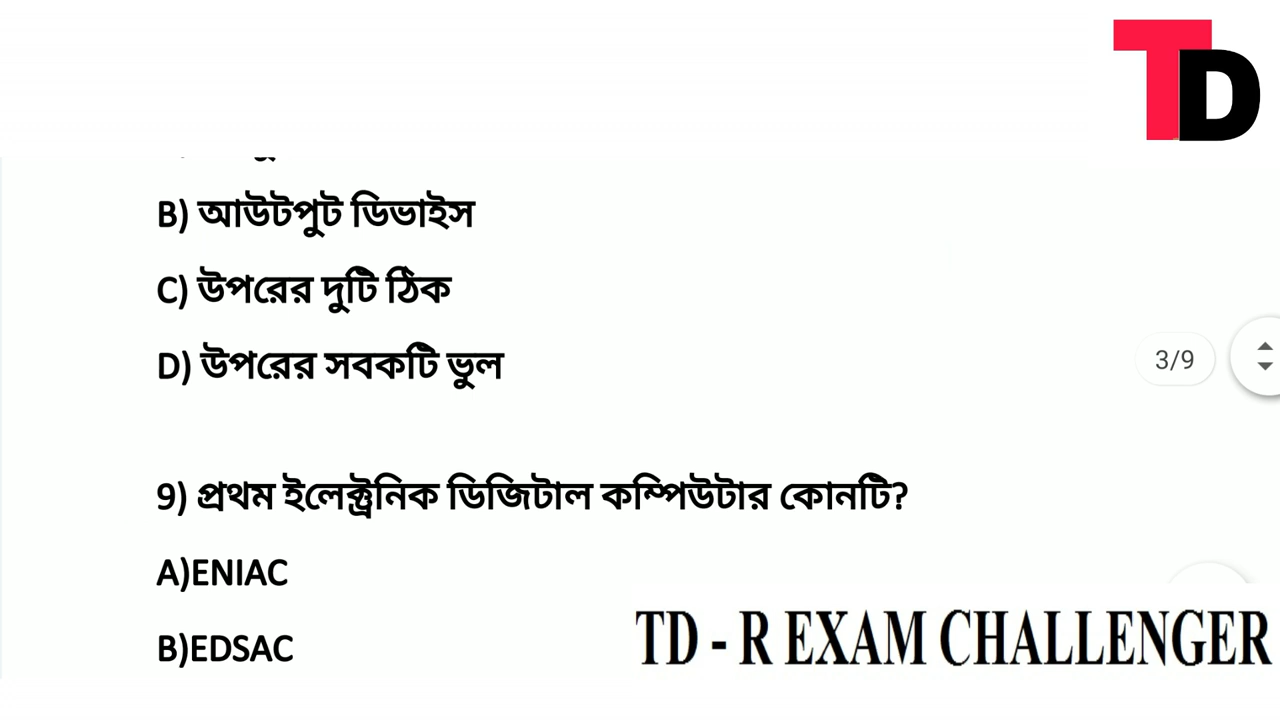 TD
B) আউটপুট ডিভাইস
C) উপরের দুটি ঠিক
D) উপরের সবকটি ভুল
3/9
9) প্রথম ইলেক্ট্রনিক ডিজিটাল কম্পিউটার কোনটি?
A)ENIAC
B)EDSAC
TD - R EXAM CHALLENGER